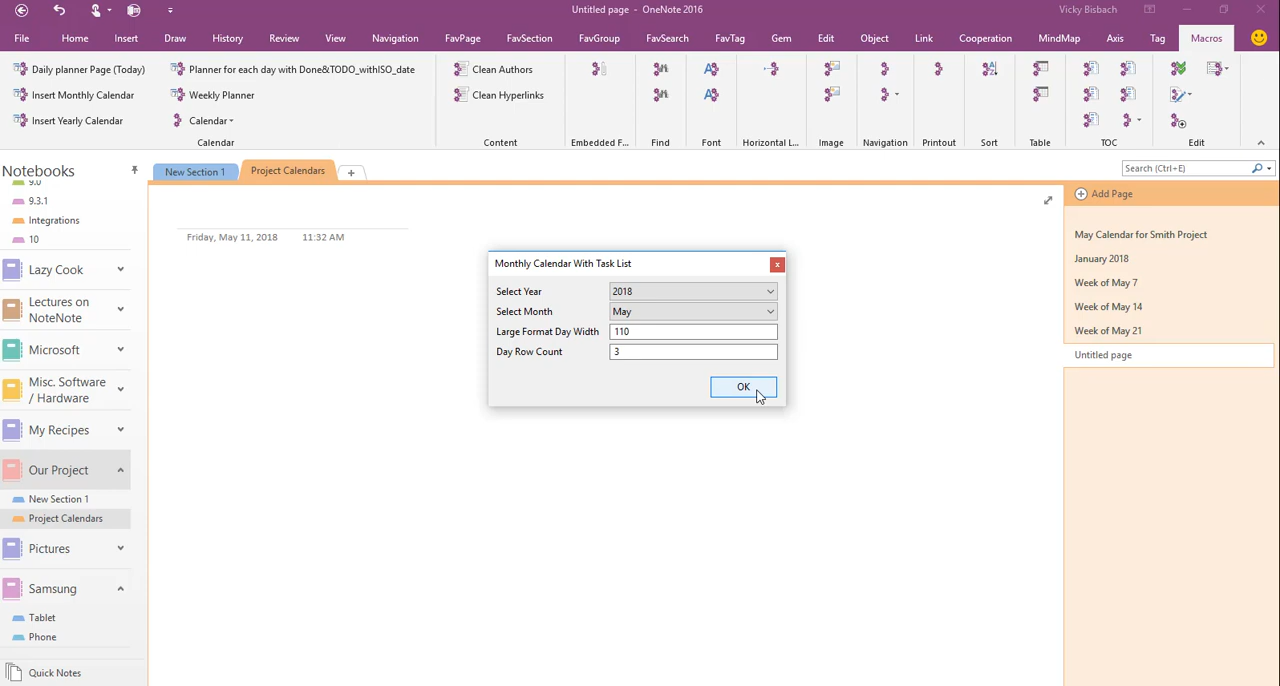 Untitled page - OneNote 2016
Vicky Bisbach
File Home Insert Draw History Review View Navigation FavPage FavSection FavGroup FavSearch FavTag Gem Edit Object Link Cooperation MindMap Axis Tag Macros
Daily planner Page (Today) Planner for each day with Done&TODO_withISO_date Clean Authors
Insert Monthly Calendar Weekly Planner Clean Hyperlinks
Insert Yearly Calendar Calendar
Calendar Content Embedded F... Find Font Horizontal L... Image Navigation Printout Sort Table TOC Edit
Notebooks
New Section 1 Project Calendars +
Search (Ctrl+E)
9.0
9.3.1
Integrations
10
Lazy Cook
Lectures on
NoteNote
Microsoft
Misc. Software
/ Hardware
My Recipes
Our Project
New Section 1
Project Calendars
Pictures
Samsung
Tablet
Phone
Quick Notes
Friday, May 11, 2018 11:32 AM
Monthly Calendar With Task List x
Select Year 2018
Select Month May
Large Format Day Width 110
Day Row Count 3
OK
Add Page
May Calendar for Smith Project
January 2018
Week of May 7
Week of May 14
Week of May 21
Untitled page